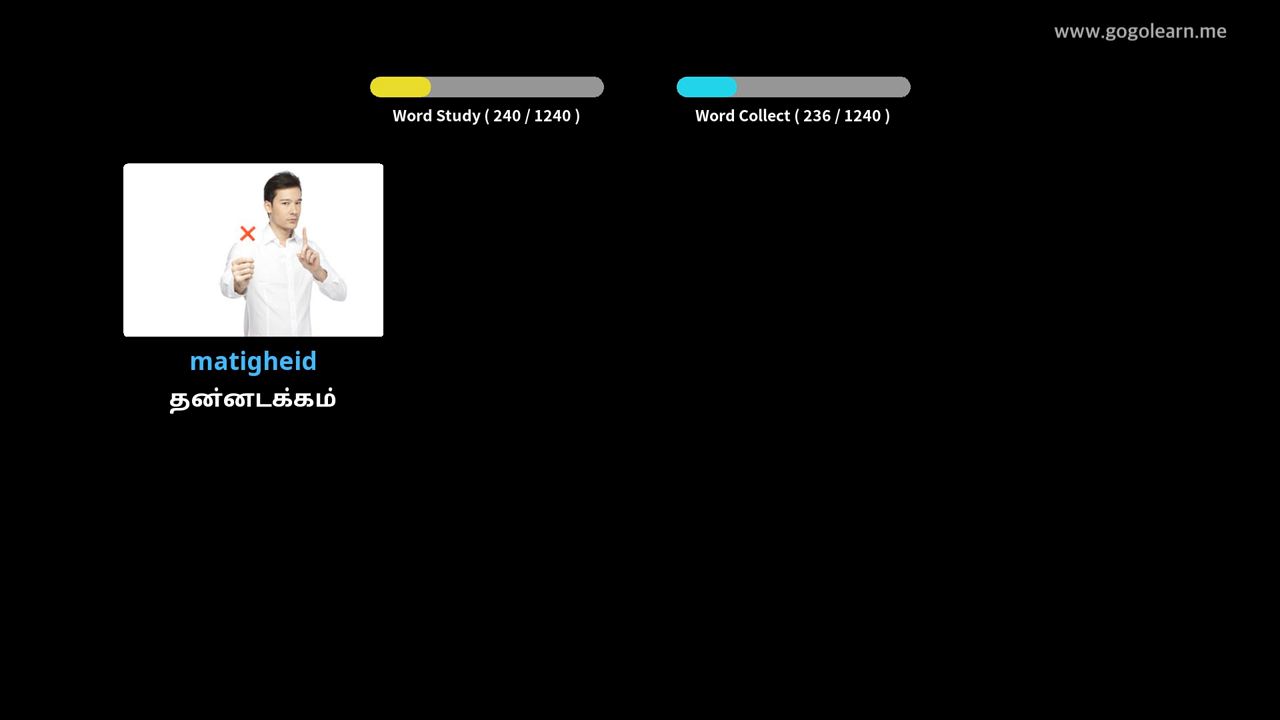 www.gogolearn.me
Word Study ( 240 / 1240 )
Word Collect ( 236 / 1240 )
matigheid
தன்னடக்கம்